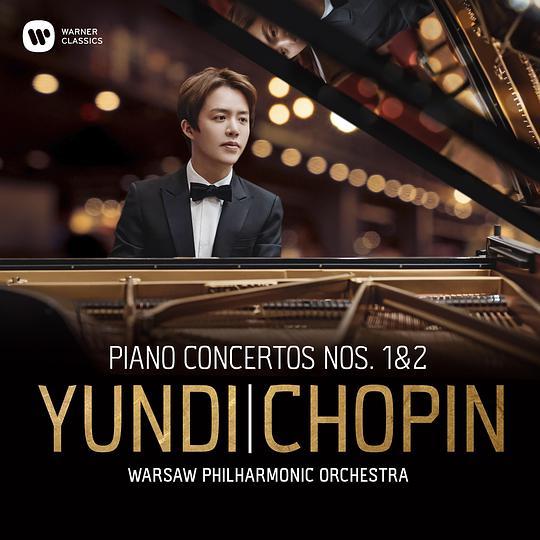 WARNER
CLASSICS
PIANO CONCERTOS NOS. 1&2
YUNDI|CHOPIN
WARSAW PHILHARMONIC ORCHESTRA